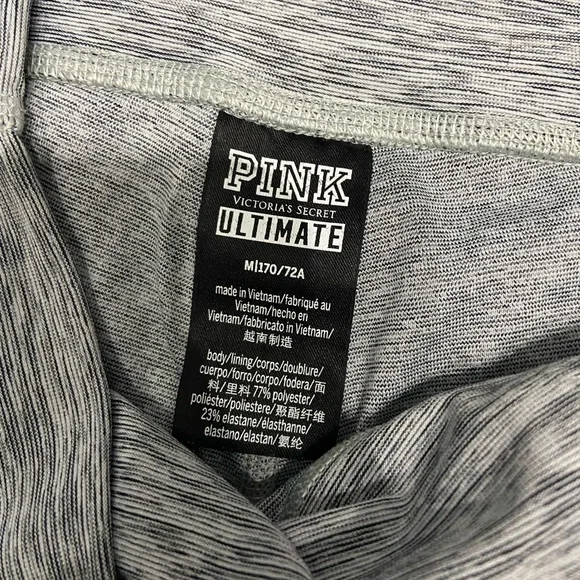 PINK
VICTORIA'S SECRET
ULTIMATE
M|170/72A
made in
Vietnam/fabriqué au
Vietnam/hecho en
Vietnam/fabbricato in Vietnam/
越南制造
body/lining/corps/doublure/
cuerpo/forro/corpo/fodera/面
料/里料 77% polyester/
poliéster/poliestere/聚酯纤维
23% elastane/élasthanne/
elastano/elastan/氨纶